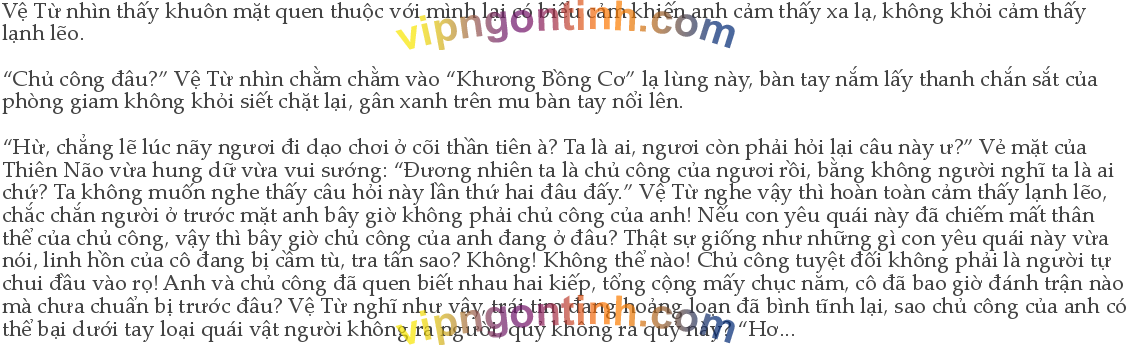 Vệ Từ nhìn thấy khuôn mặt quen thuộc với mình lại có biểu cảm khiến anh cảm thấy xa lạ, không khỏi cảm thấy
lạnh lẽo.
“Chủ công đâu?” Vệ Từ nhìn chằm chằm vào “Khương Bồng Cơ” lạ lùng này, bàn tay nắm lấy thanh chắn sắt của
phòng giam không khỏi siết chặt lại, gân xanh trên mu bàn tay nổi lên.
“Hừ, chẳng lẽ lúc nãy ngươi đi dạo chơi ở cõi thần tiên à? Ta là ai, ngươi còn phải hỏi lại câu này ư?” Vẻ mặt của
Thiên Não vừa hung dữ vừa vui sướng: “Đương nhiên ta là chủ công của ngươi rồi, bằng không người nghĩ ta là ai
chứ? Ta không muốn nghe thấy câu hỏi này lần thứ hai đâu đấy.” Vệ Từ nghe vậy thì hoàn toàn cảm thấy lạnh lẽo,
chắc chắn người ở trước mặt anh bây giờ không phải chủ công của anh! Nếu con yêu quái này đã chiếm mất thân
thể của chủ công, vậy thì bây giờ chủ công của anh đang ở đâu? Thật sự giống như những gì con yêu quái này vừa
nói, linh hồn của cô đang bị cầm tù, tra tấn sao? Không! Không thể nào! Chủ công tuyệt đối không phải là người tự
chui đầu vào rọ! Anh và chủ công đã quen biết nhau hai kiếp, tổng cộng mấy chục năm, cô đã bao giờ đánh trận nào
mà chưa chuẩn bị trước đâu? Vệ Từ nghĩ như vậy, trái tim đang hoảng loạn đã bình tĩnh lại, sao chủ công của anh có
thể bại dưới tay loại quái vật người không ra người, quỷ không ra quỷ này? “Hơ...
vipngontinh.com
vipngontinh.com